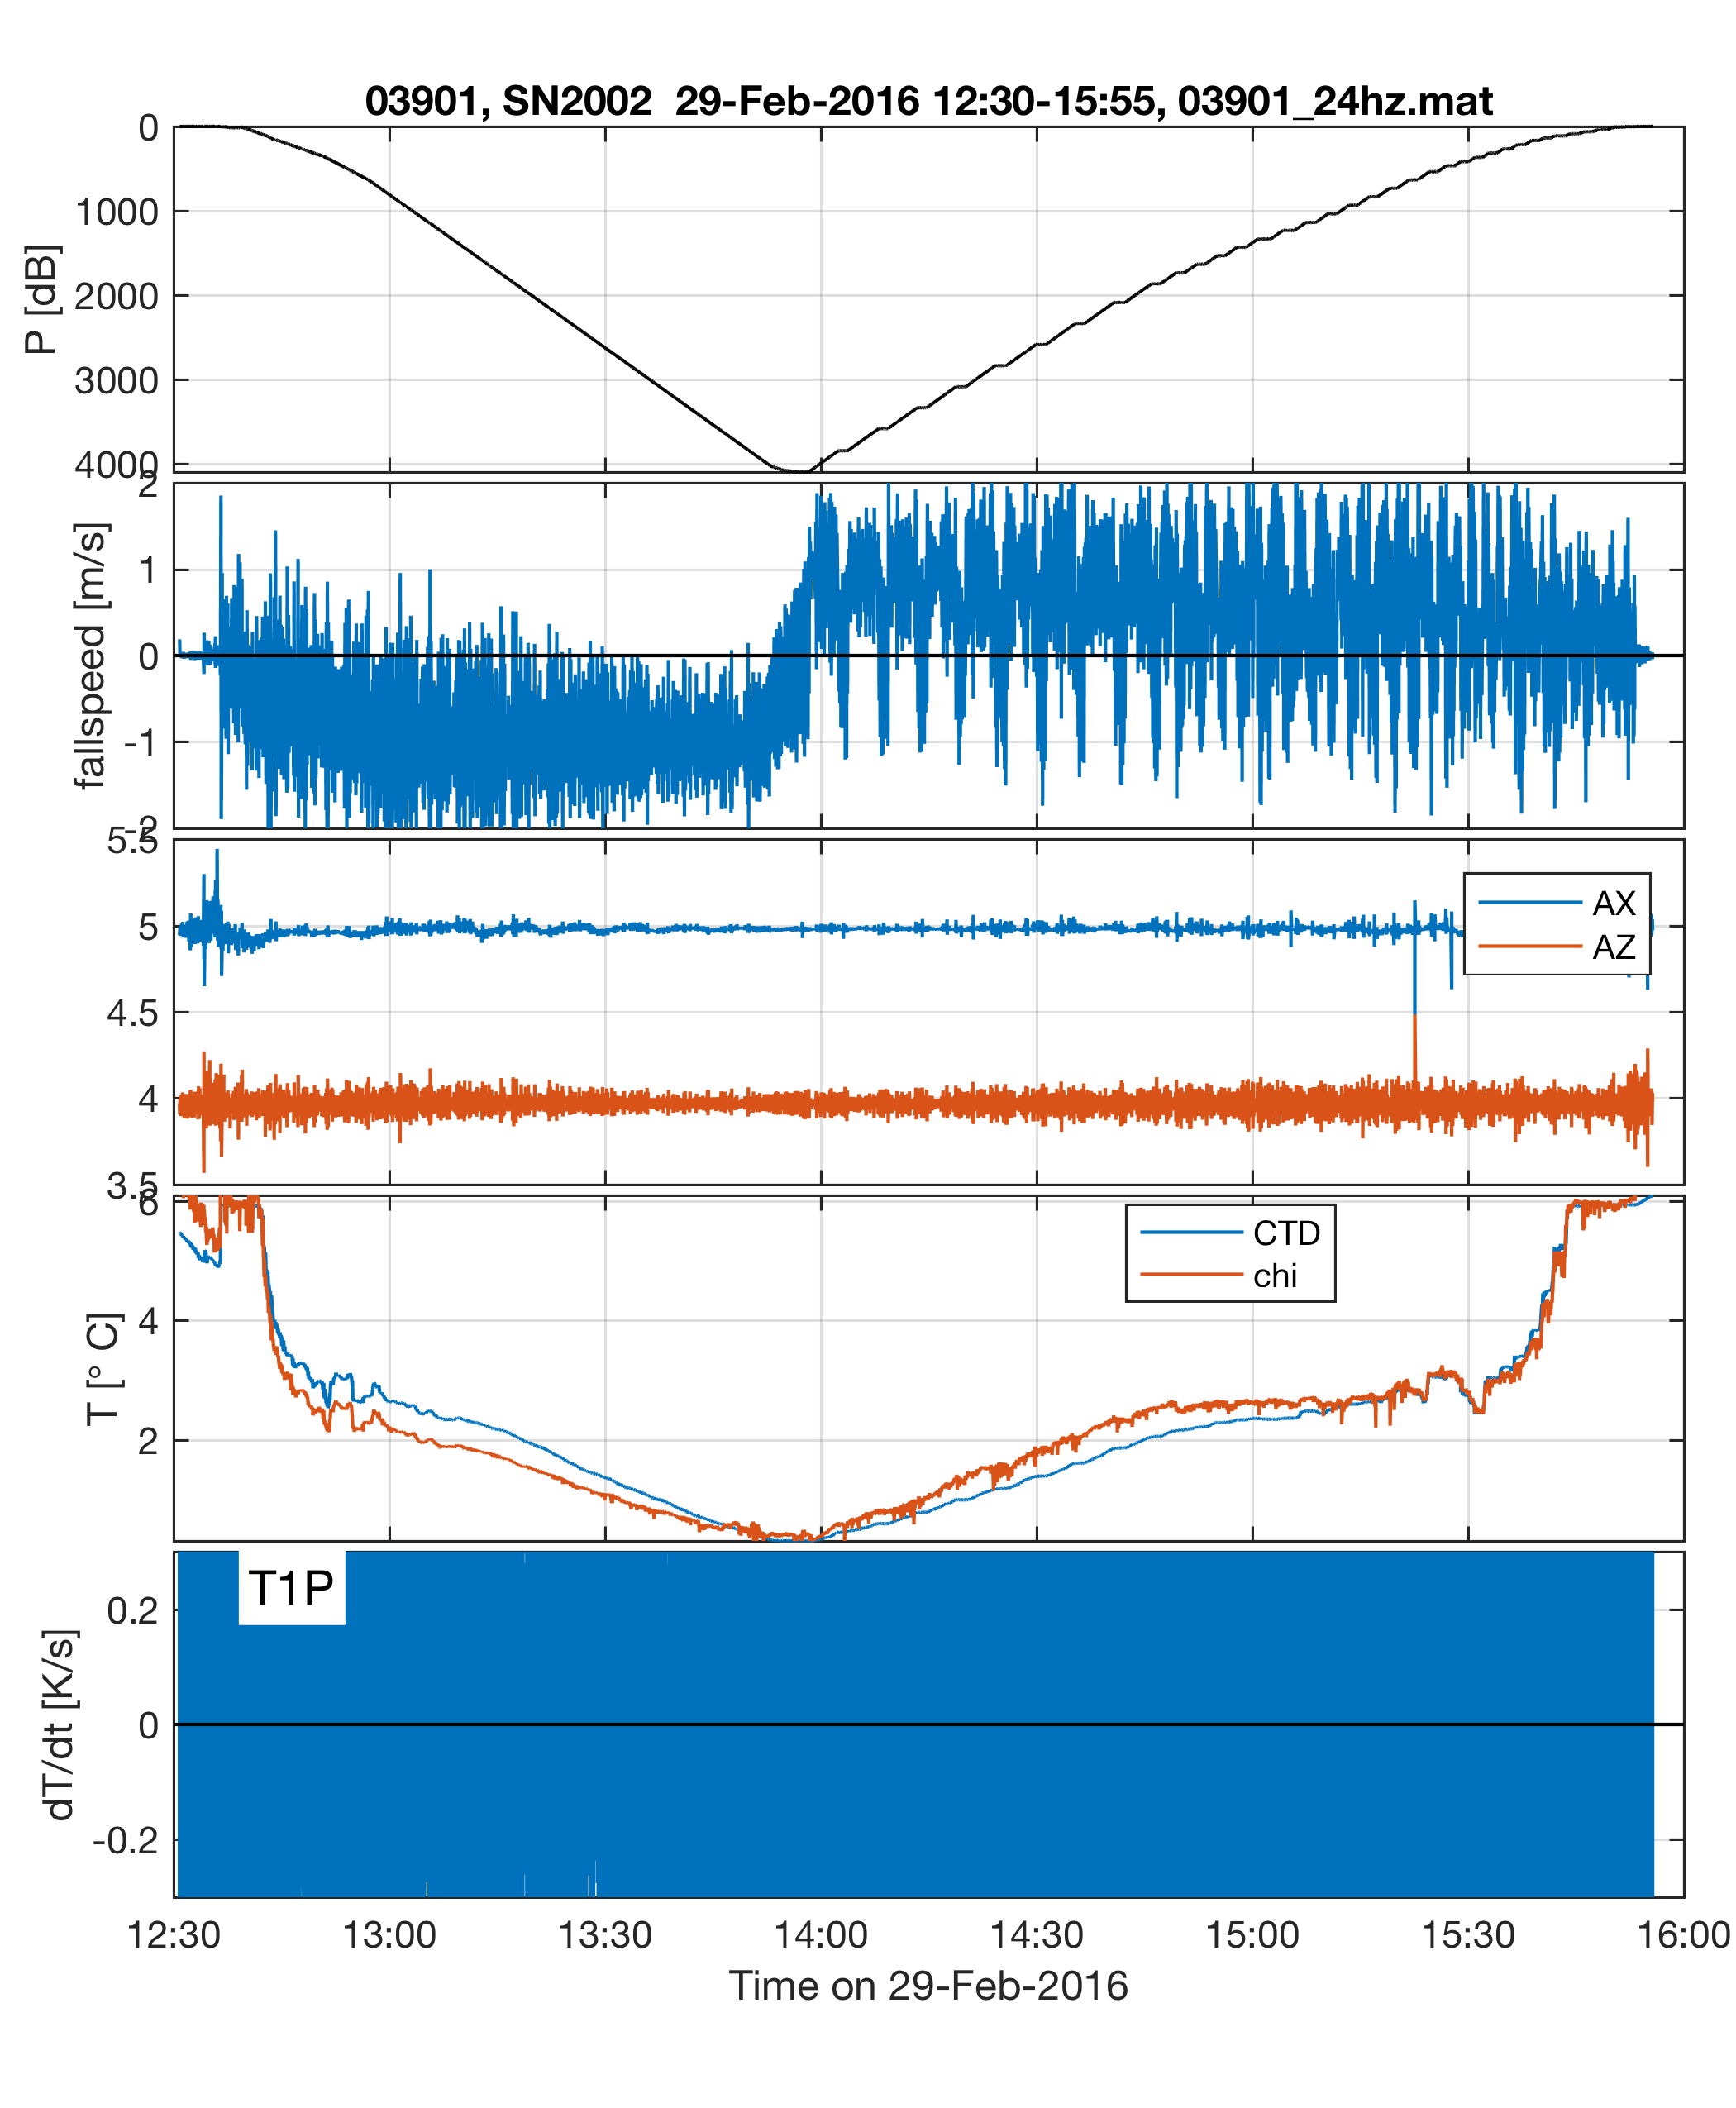 03901, SN2002  29-Feb-2016 12:30-15:55, 03901_24hz.mat
0
1000
2000
3000
4000
P [dB]
2
1
0
-1
-2
fallspeed [m/s]
5.5
5
4.5
4
3.5
AX
AZ
6
4
2
T [° C]
CTD
chi
T1P
0.2
0
-0.2
dT/dt [K/s]
12:30
13:00
13:30
14:00
14:30
15:00
15:30
16:00
Time on 29-Feb-2016